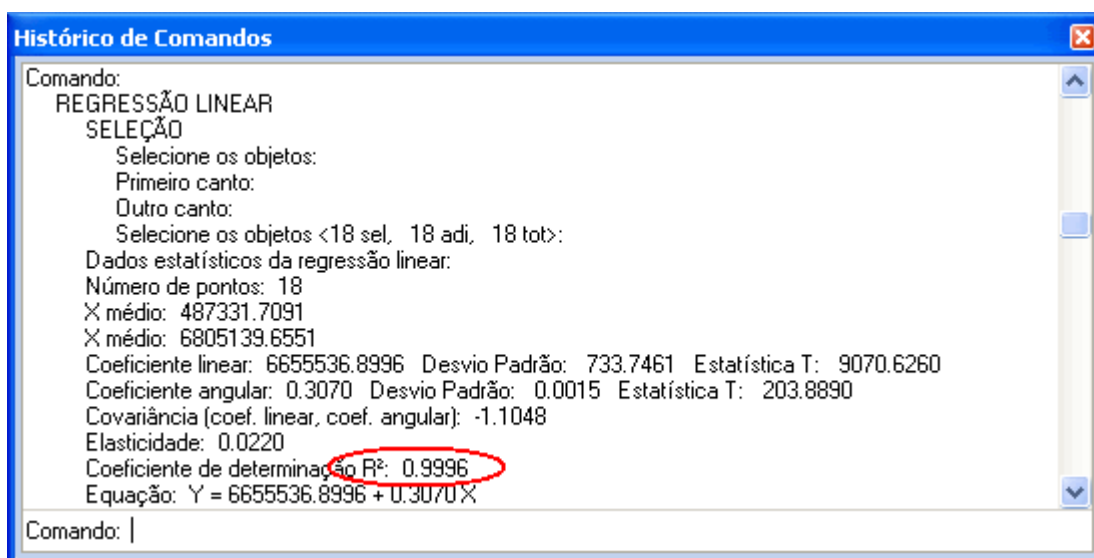 Histórico de Comandos
Comando:
REGRESSÃO LINEAR
SELEÇÃO
Selecione os objetos:
Primeiro canto:
Outro canto:
Selecione os objetos <18 sel, 18 adi, 18 tot>:
Dados estatísticos da regressão linear:
Número de pontos: 18
X médio: 487331.7091
X médio: 6805139.6551
Coeficiente linear: 6655536.8996 Desvio Padrão: 733.7461 Estatística T: 9070.6260
Coeficiente angular: 0.3070 Desvio Padrão: 0.0015 Estatística T: 203.8890
Covariância (coef. linear, coef. angular): -1.1048
Elasticidade: 0.0220
Coeficiente de determinação R²: 0.9996
Equação: Y = 6655536.8996 + 0.3070 X
Comando: